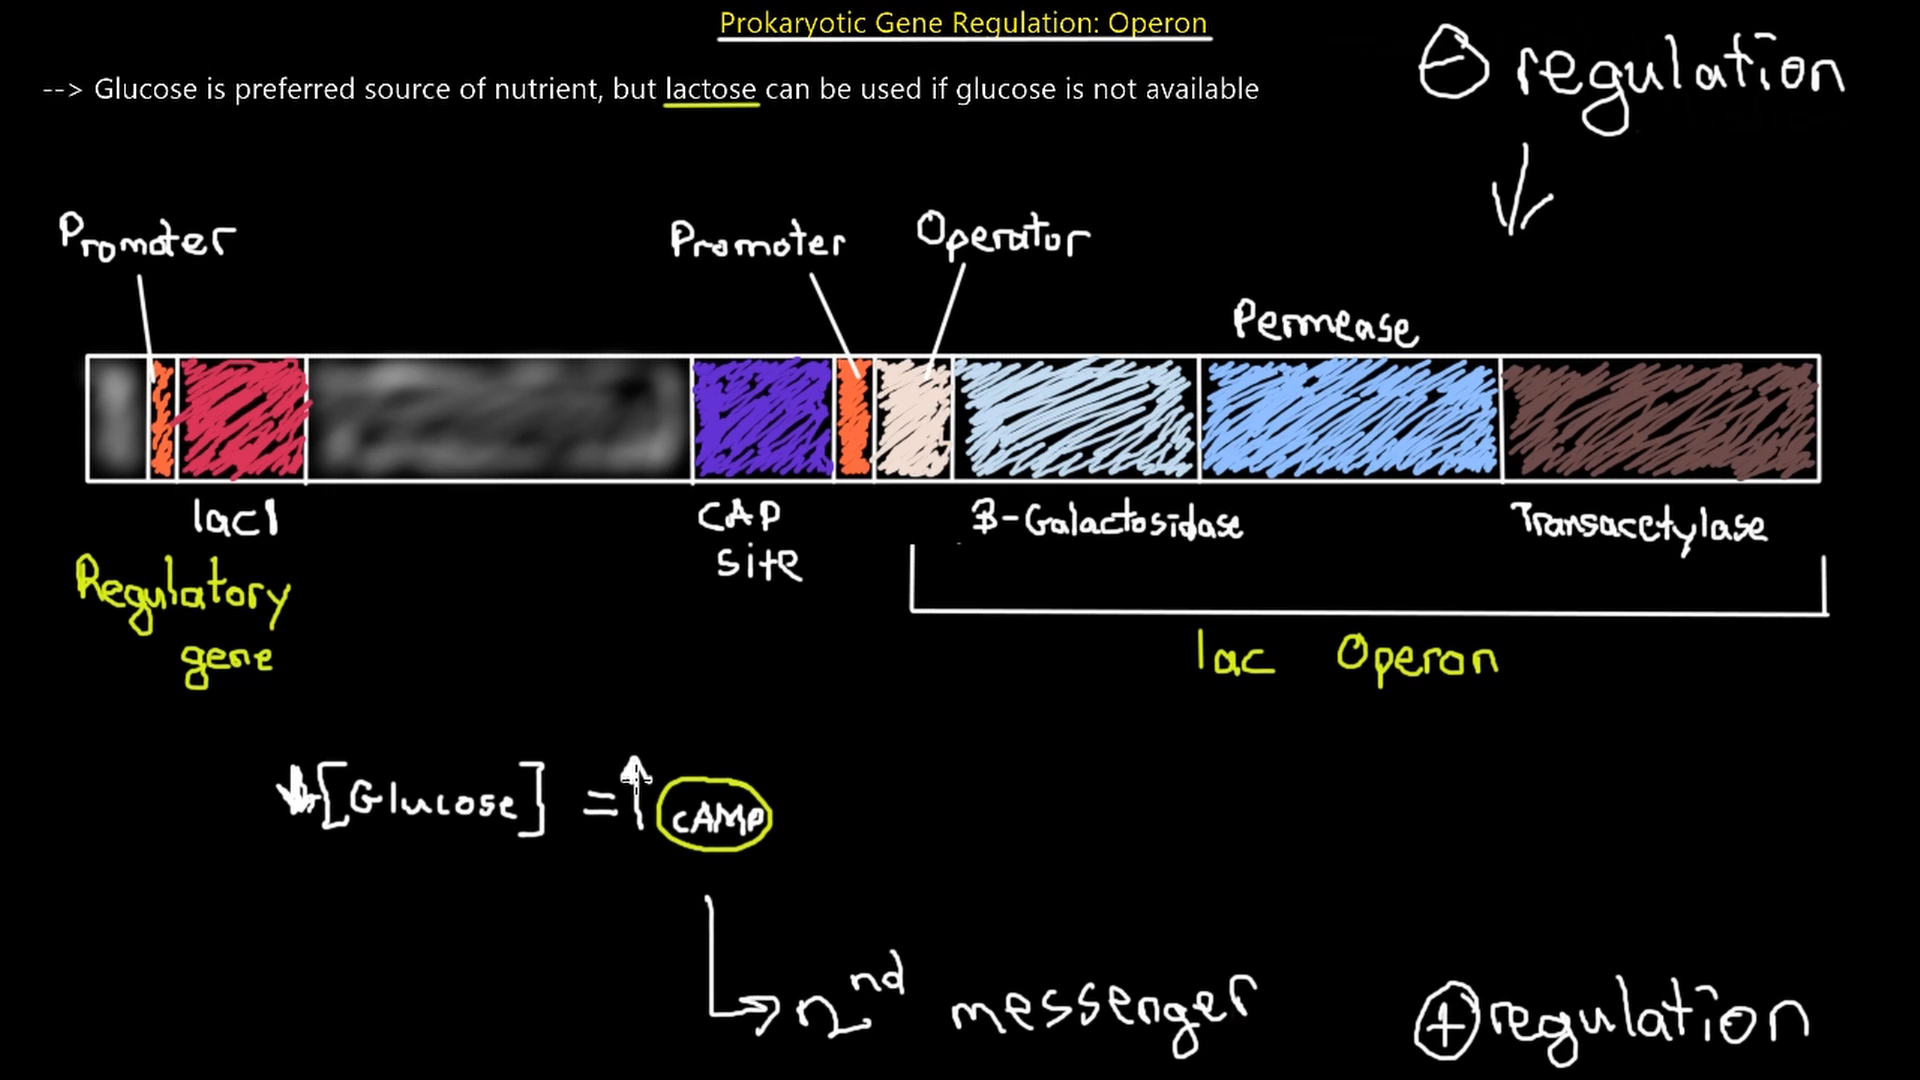 Prokaryotic Gene Regulation: Operon
--> Glucose is preferred source of nutrient, but lactose can be used if glucose is not available
⊖ regulation
↓
Promoter
Promoter
Operator
Permease
lacI
CAP
site
β-Galactosidase
Transacetylase
Regulatory
gene
lac Operon
↓[Glucose] = ↑ cAMP
↳ 2nd messenger
⊕ regulation